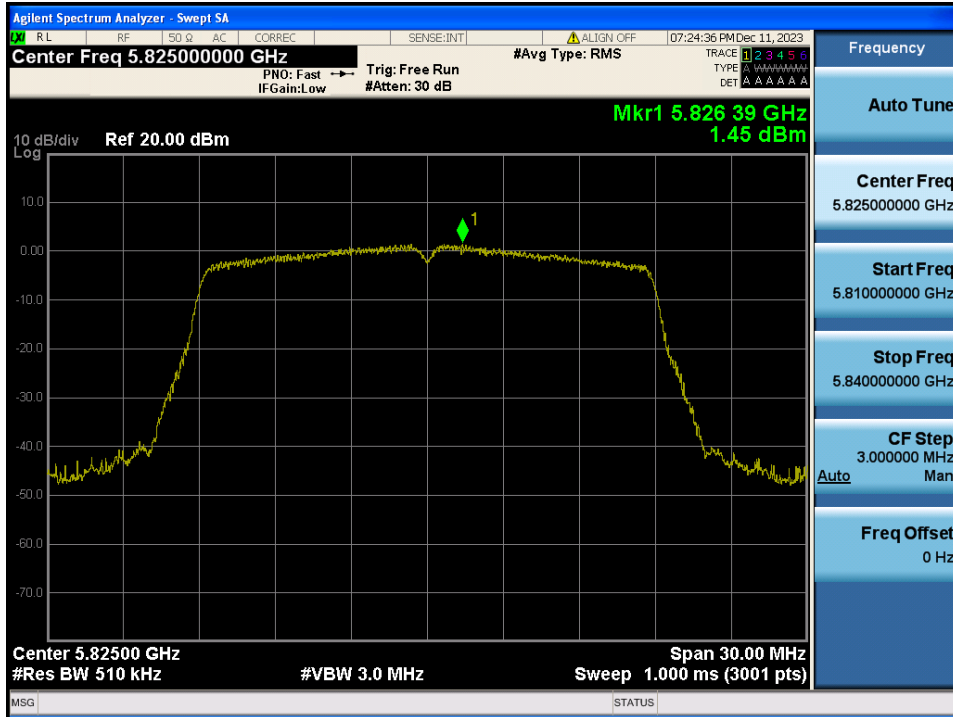 Agilent Spectrum Analyzer - Swept SA
LXI RL RF 50 Ω AC CORREC SENSE:INT ALIGN OFF 07:24:36 PM Dec 11, 2023
Center Freq 5.825000000 GHz
PNO: Fast
IFGain:Low
Trig: Free Run
#Atten: 30 dB
#Avg Type: RMS
TRACE 1 2 3 4 5 6
TYPE A WWWWW
DET A A A A A A
Mkr1 5.826 39 GHz
1.45 dBm
10 dB/div Ref 20.00 dBm
Log
10.0
0.00
-10.0
-20.0
-30.0
-40.0
-50.0
-60.0
-70.0
1
Center 5.82500 GHz Span 30.00 MHz
#Res BW 510 kHz #VBW 3.0 MHz Sweep 1.000 ms (3001 pts)
MSG STATUS
Frequency
Auto Tune
Center Freq
5.825000000 GHz
Start Freq
5.810000000 GHz
Stop Freq
5.840000000 GHz
CF Step
3.000000 MHz
Auto Man
Freq Offset
0 Hz